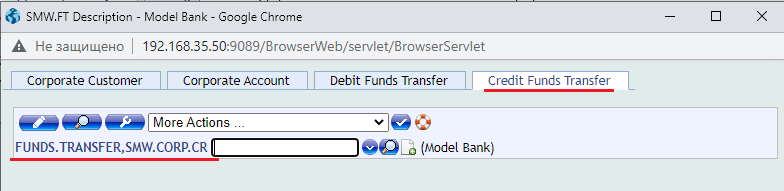 SMW.FT Description - Model Bank - Google Chrome
Не защищено 192.168.35.50:9089/BrowserWeb/servlet/BrowserServlet
Corporate Customer Corporate Account Debit Funds Transfer Credit Funds Transfer
More Actions ...
FUNDS.TRANSFER,SMW.CORP.CR (Model Bank)